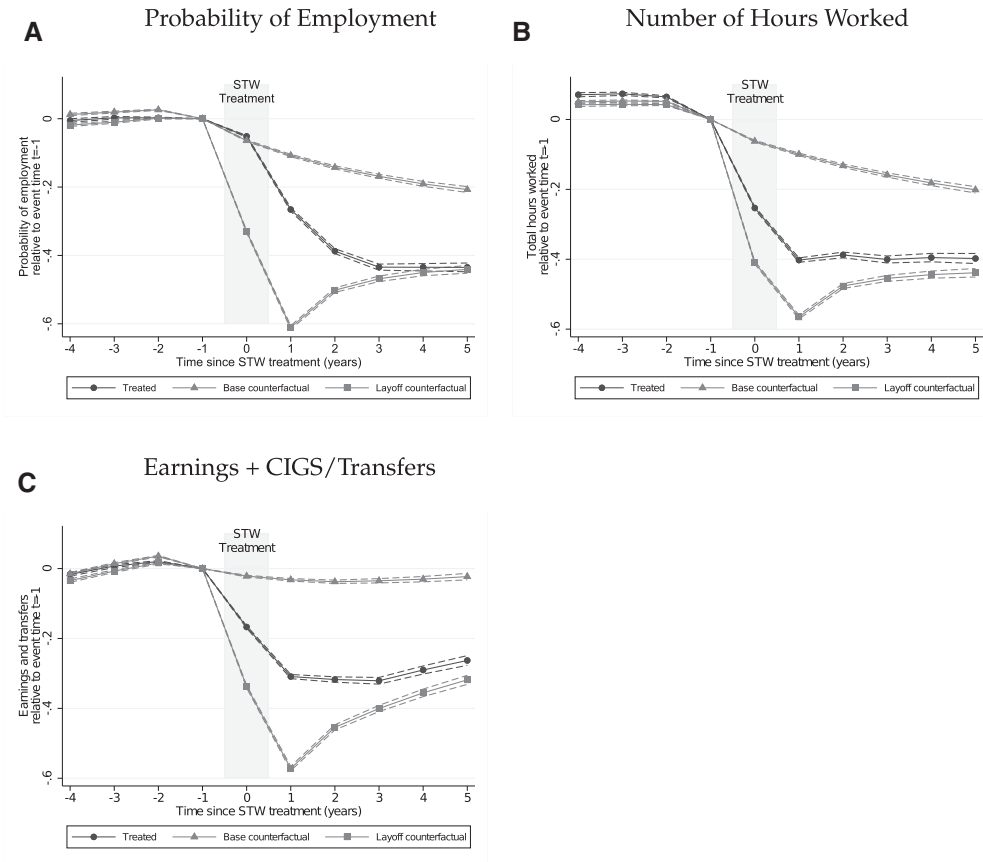 Probability of Employment
Number of Hours Worked
A
B
STW
Treatment
0
-.2
-.4
-.6
Probability of employment
relative to event time t=-1
-4 -3 -2 -1 0 1 2 3 4 5
Time since STW treatment (years)
Treated Base counterfactual Layoff counterfactual
STW
Treatment
0
-.2
-.4
-.6
Total hours worked
relative to event time t=-1
-4 -3 -2 -1 0 1 2 3 4 5
Time since STW treatment (years)
Treated Base counterfactual Layoff counterfactual
Earnings + CIGS/Transfers
C
STW
Treatment
0
-.2
-.4
-.6
Earnings and transfers
relative to event time t=-1
-4 -3 -2 -1 0 1 2 3 4 5
Time since STW treatment (years)
Treated Base counterfactual Layoff counterfactual